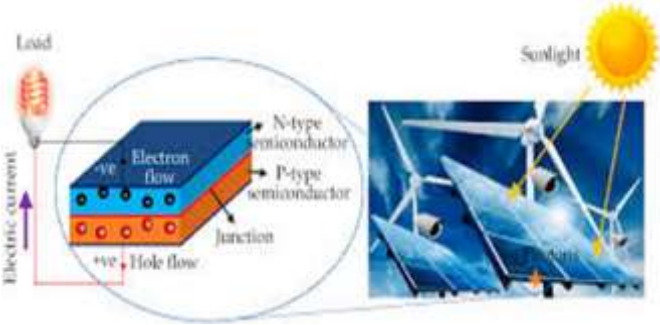 Load
Sunlight
N-type
semiconductor
-ve
Electron
flow
P-type
semiconductor
Electric current
Junction
+ve
Hole flow